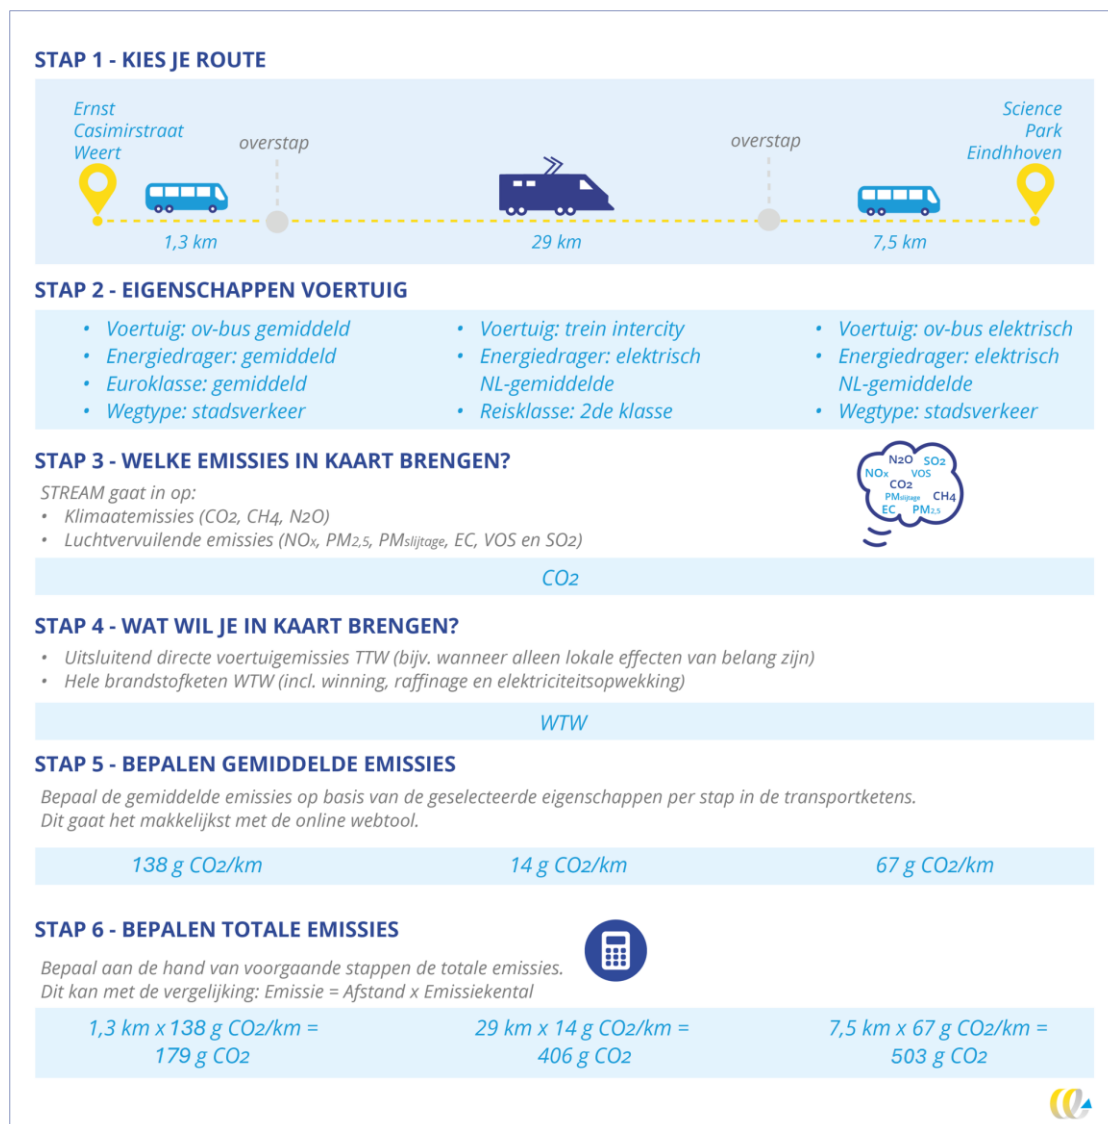 STAP 1 - KIES JE ROUTE
Ernst
Casimirstraat
Weert
overstap
overstap
Science
Park
Eindhhoven
1,3 km
29 km
7,5 km
STAP 2 - EIGENSCHAPPEN VOERTUIG
• Voertuig: ov-bus gemiddeld
• Energiedrager: gemiddeld
• Euroklasse: gemiddeld
• Wegtype: stadsverkeer
• Voertuig: trein intercity
• Energiedrager: elektrisch
NL-gemiddelde
• Reisklasse: 2de klasse
• Voertuig: ov-bus elektrisch
• Energiedrager: elektrisch
NL-gemiddelde
• Wegtype: stadsverkeer
STAP 3 - WELKE EMISSIES IN KAART BRENGEN?
STREAM gaat in op:
• Klimaatemissies (CO2, CH4, N2O)
• Luchtvervuilende emissies (NOx, PM2,5, PMslijtage, EC, VOS en SO2)
N2O SO2
NOx VOS
CO2
PMslijtage CH4
EC PM2,5
CO2
STAP 4 - WAT WIL JE IN KAART BRENGEN?
• Uitsluitend directe voertuigemissies TTW (bijv. wanneer alleen lokale effecten van belang zijn)
• Hele brandstofketen WTW (incl. winning, raffinage en elektriciteitsopwekking)
WTW
STAP 5 - BEPALEN GEMIDDELDE EMISSIES
Bepaal de gemiddelde emissies op basis van de geselecteerde eigenschappen per stap in de transportketens.
Dit gaat het makkelijkst met de online webtool.
138 g CO2/km
14 g CO2/km
67 g CO2/km
STAP 6 - BEPALEN TOTALE EMISSIES
Bepaal aan de hand van voorgaande stappen de totale emissies.
Dit kan met de vergelijking: Emissie = Afstand x Emissiekental
1,3 km x 138 g CO2/km =
179 g CO2
29 km x 14 g CO2/km =
406 g CO2
7,5 km x 67 g CO2/km =
503 g CO2